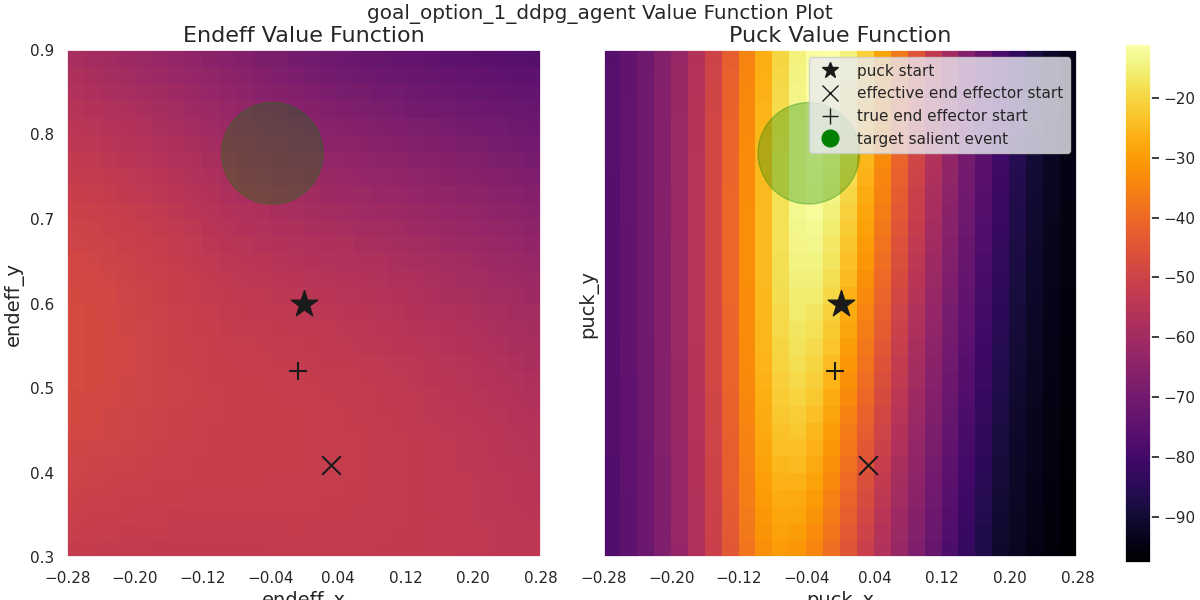 goal_option_1_ddpg_agent Value Function Plot
Endeff Value Function
Puck Value Function
puck start
effective end effector start
true end effector start
target salient event
endeff_y
0.9
0.8
0.7
0.6
0.5
0.4
0.3
−0.28 −0.20 −0.12 −0.04 0.04 0.12 0.20 0.28
endeff_x
puck_y
−0.28 −0.20 −0.12 −0.04 0.04 0.12 0.20 0.28
puck_x
−20
−30
−40
−50
−60
−70
−80
−90